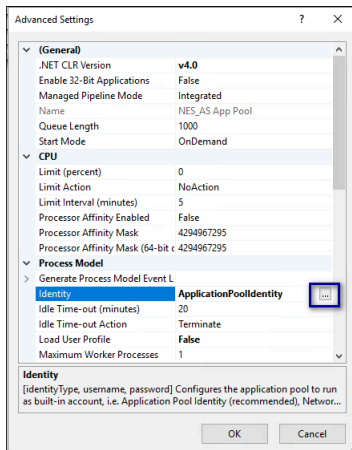 Advanced Settings ? ×
(General)
.NET CLR Version v4.0
Enable 32-Bit Applications False
Managed Pipeline Mode Integrated
Name NES_AS App Pool
Queue Length 1000
Start Mode OnDemand
CPU
Limit (percent) 0
Limit Action NoAction
Limit Interval (minutes) 5
Processor Affinity Enabled False
Processor Affinity Mask 4294967295
Processor Affinity Mask (64-bit c 4294967295
Process Model
Generate Process Model Event L
Identity ApplicationPoolIdentity ...
Idle Time-out (minutes) 20
Idle Time-out Action Terminate
Load User Profile False
Maximum Worker Processes 1
Identity
[identityType, username, password] Configures the application pool to run
as built-in account, i.e. Application Pool Identity (recommended), Networ...
OK Cancel